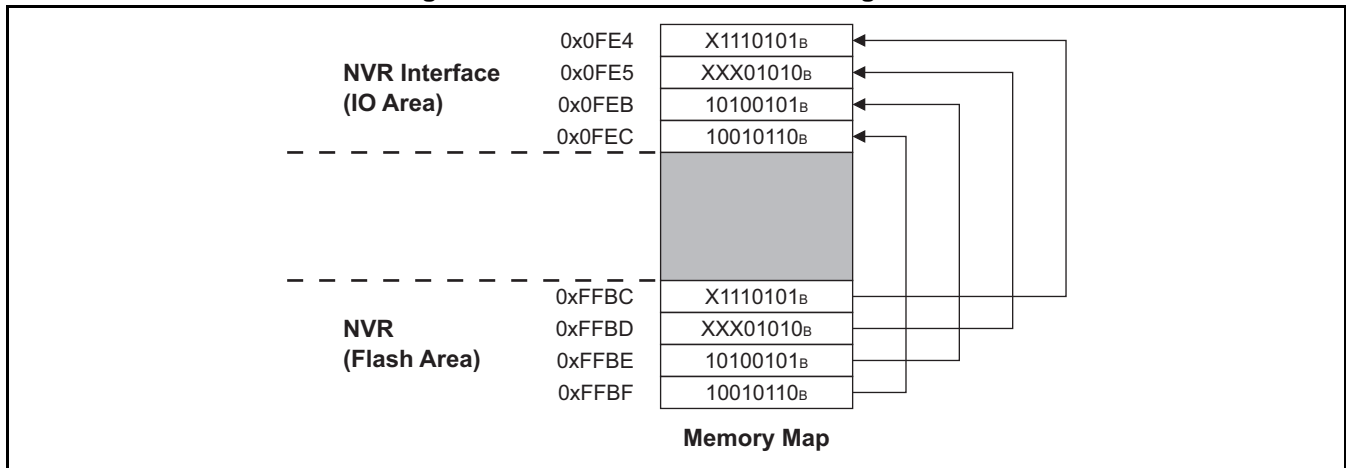 0x0FE4 X1110101B
NVR Interface 0x0FE5 XXX01010B
(IO Area) 0x0FEB 10100101B
0x0FEC 10010110B
0xFFBC X1110101B
NVR 0xFFBD XXX01010B
(Flash Area) 0xFFBE 10100101B
0xFFBF 10010110B
Memory Map